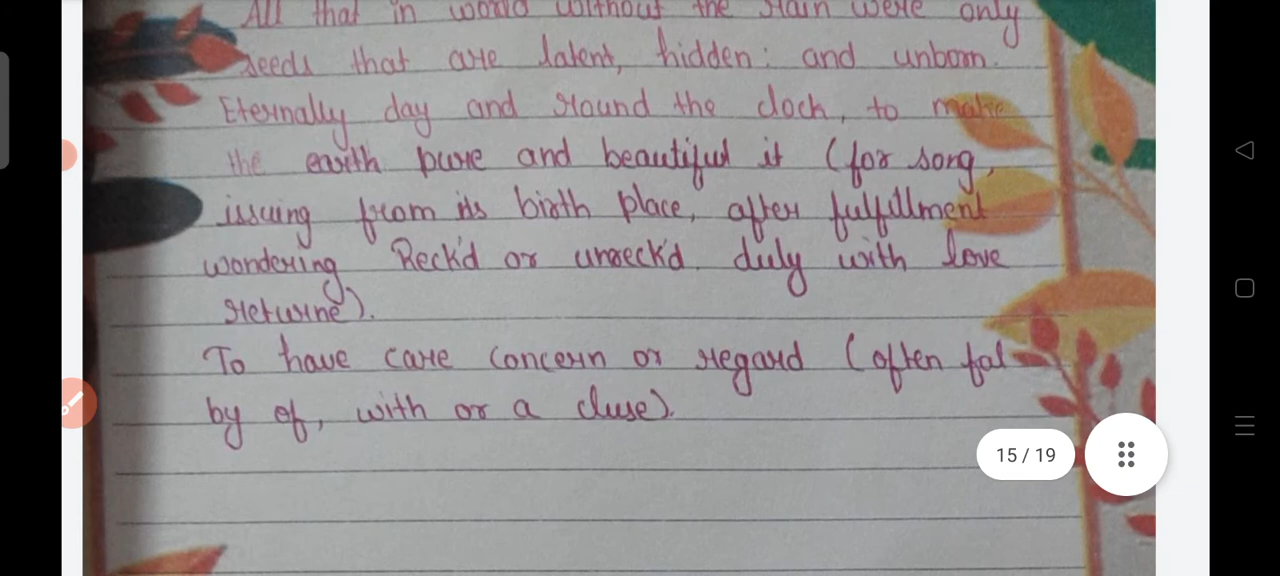 All that in world without the rain were only
seeds that are latent, hidden: and unborn.
Eternally day and round the clock, to make
the earth pure and beautiful it (for song,
issuing from its birth place, after fulfillment
wondering Reck'd or unreck'd duly with love
returne).
To have care concern or regard (often fol
by of, with or a cluse).
15 / 19